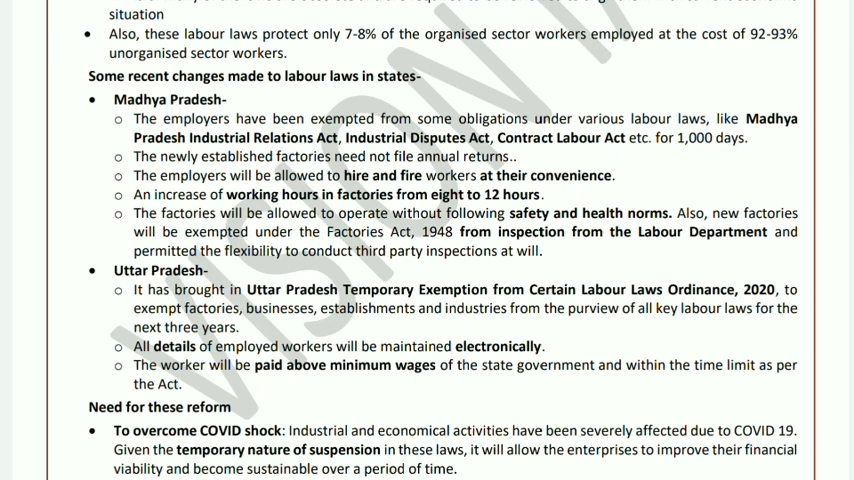 situation
• Also, these labour laws protect only 7-8% of the organised sector workers employed at the cost of 92-93%
unorganised sector workers.
Some recent changes made to labour laws in states-
• Madhya Pradesh-
o The employers have been exempted from some obligations under various labour laws, like Madhya
Pradesh Industrial Relations Act, Industrial Disputes Act, Contract Labour Act etc. for 1,000 days.
o The newly established factories need not file annual returns..
o The employers will be allowed to hire and fire workers at their convenience.
o An increase of working hours in factories from eight to 12 hours.
o The factories will be allowed to operate without following safety and health norms. Also, new factories
will be exempted under the Factories Act, 1948 from inspection from the Labour Department and
permitted the flexibility to conduct third party inspections at will.
• Uttar Pradesh-
o It has brought in Uttar Pradesh Temporary Exemption from Certain Labour Laws Ordinance, 2020, to
exempt factories, businesses, establishments and industries from the purview of all key labour laws for the
next three years.
o All details of employed workers will be maintained electronically.
o The worker will be paid above minimum wages of the state government and within the time limit as per
the Act.
Need for these reform
• To overcome COVID shock: Industrial and economical activities have been severely affected due to COVID 19.
Given the temporary nature of suspension in these laws, it will allow the enterprises to improve their financial
viability and become sustainable over a period of time.
VISION